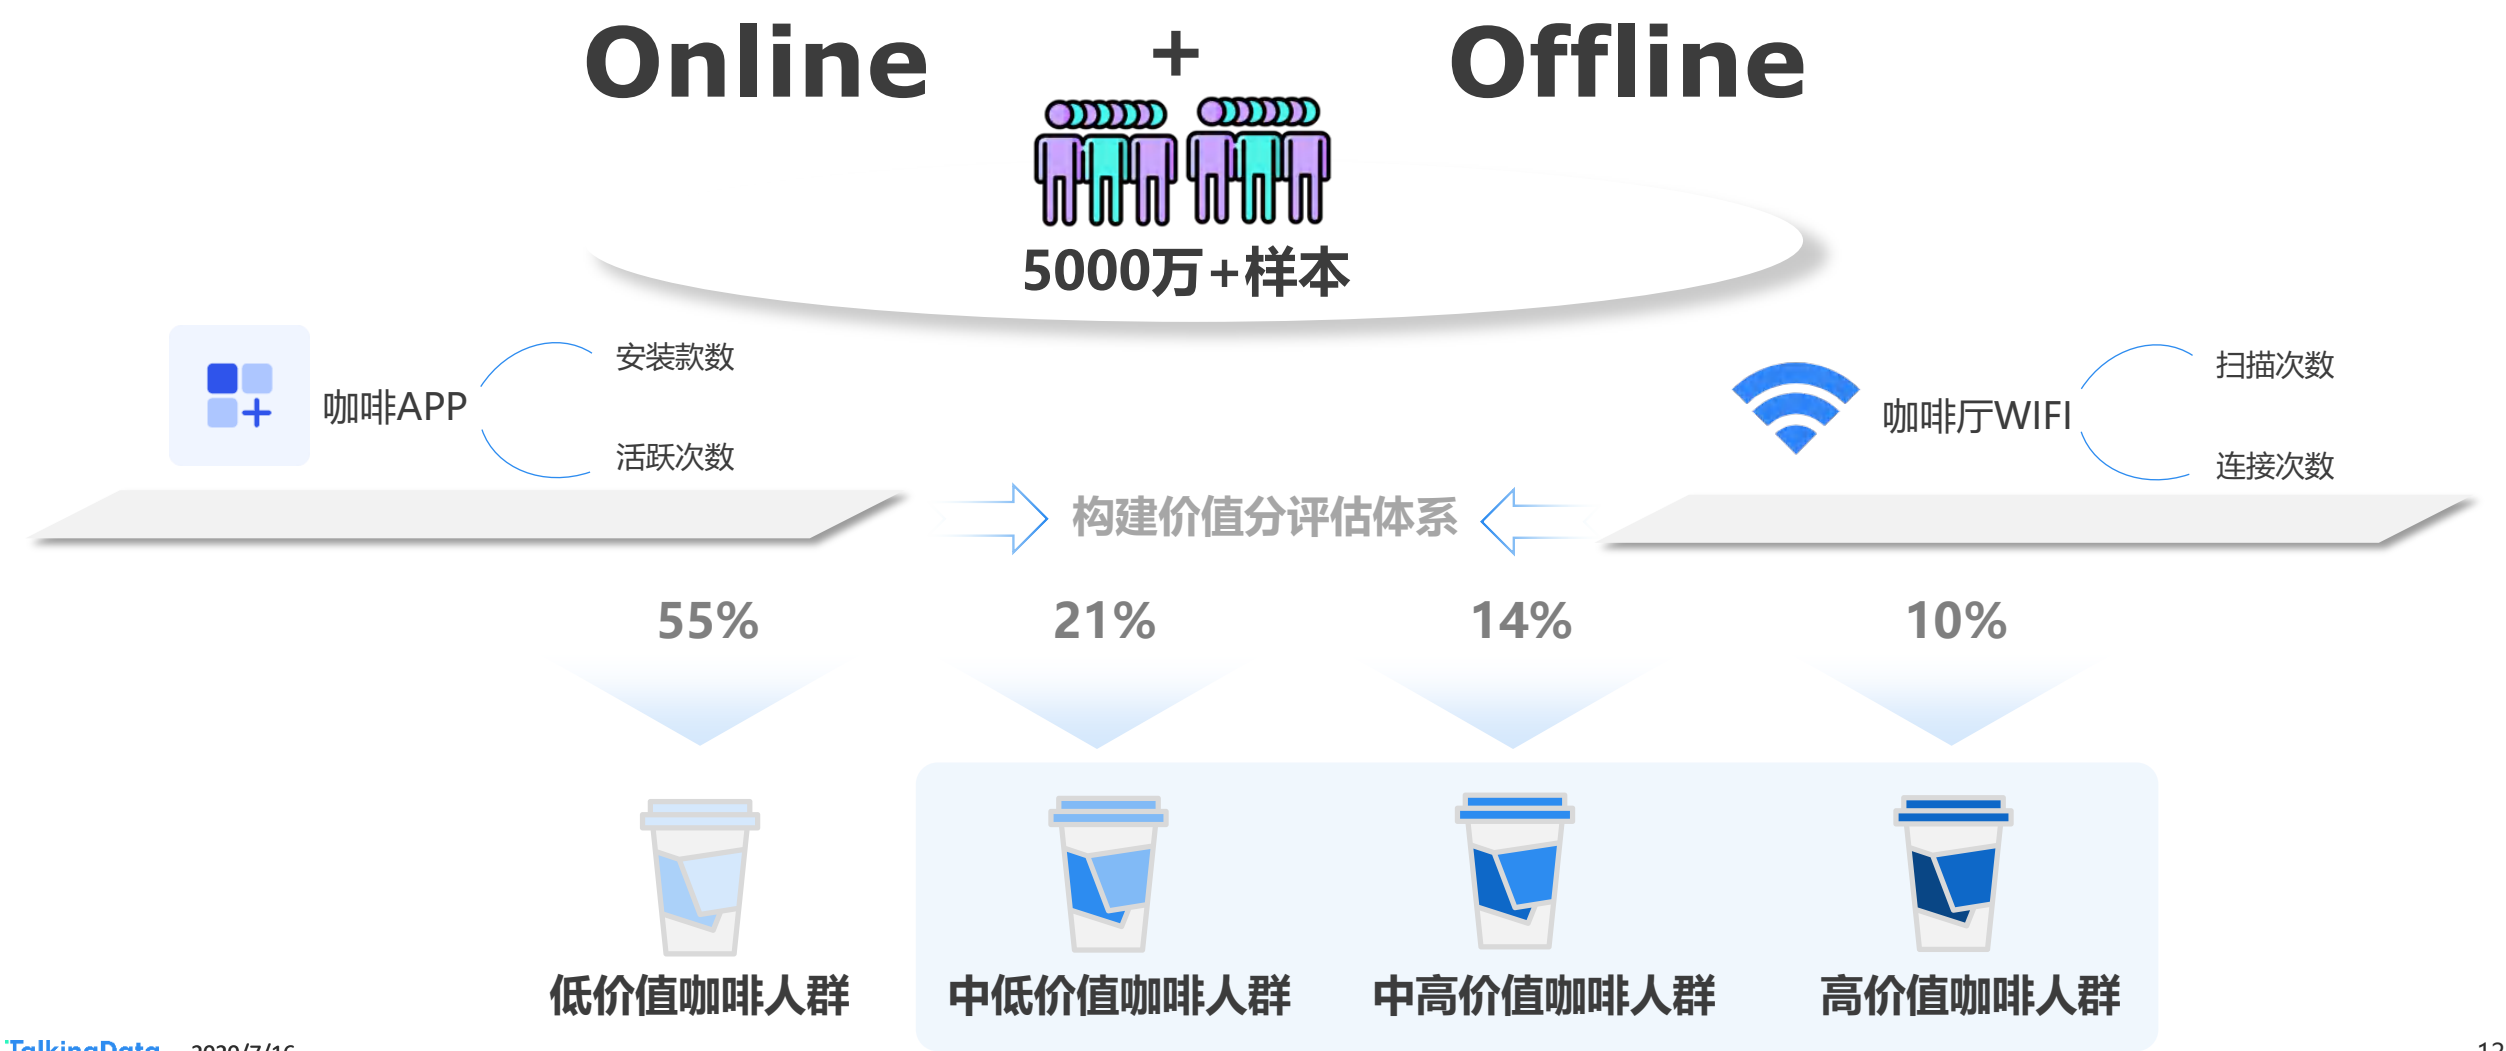 Online + Offline
5000万+样本
咖啡APP
安装款数
活跃次数
咖啡厅WIFI
扫描次数
连接次数
构建价值分评估体系
55% 21% 14% 10%
低价值咖啡人群 中低价值咖啡人群 中高价值咖啡人群 高价值咖啡人群
TalkingData 2020/7/16